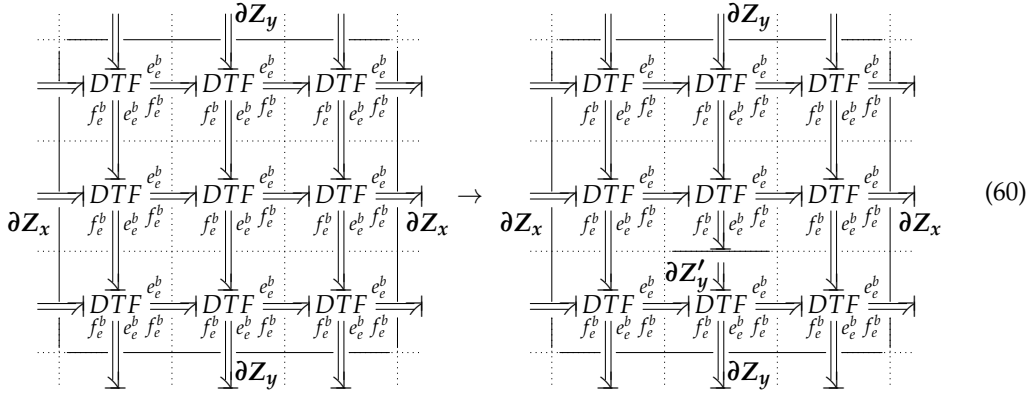 ∂Z_y ∂Z_y
e_e^b e_e^b e_e^b e_e^b e_e^b e_e^b
DTF DTF DTF DTF DTF DTF
f_e^b e_e^b f_e^b f_e^b e_e^b f_e^b f_e^b e_e^b f_e^b f_e^b e_e^b f_e^b f_e^b e_e^b f_e^b f_e^b e_e^b f_e^b
e_e^b e_e^b e_e^b e_e^b e_e^b e_e^b
DTF DTF DTF → DTF DTF DTF (60)
∂Z_x f_e^b e_e^b f_e^b f_e^b e_e^b f_e^b f_e^b e_e^b f_e^b ∂Z_x ∂Z_x f_e^b e_e^b f_e^b f_e^b e_e^b f_e^b f_e^b e_e^b f_e^b ∂Z_x
∂Z'_y
e_e^b e_e^b e_e^b e_e^b e_e^b e_e^b
DTF DTF DTF DTF DTF DTF
f_e^b e_e^b f_e^b f_e^b e_e^b f_e^b f_e^b e_e^b f_e^b f_e^b e_e^b f_e^b f_e^b e_e^b f_e^b f_e^b e_e^b f_e^b
∂Z_y ∂Z_y